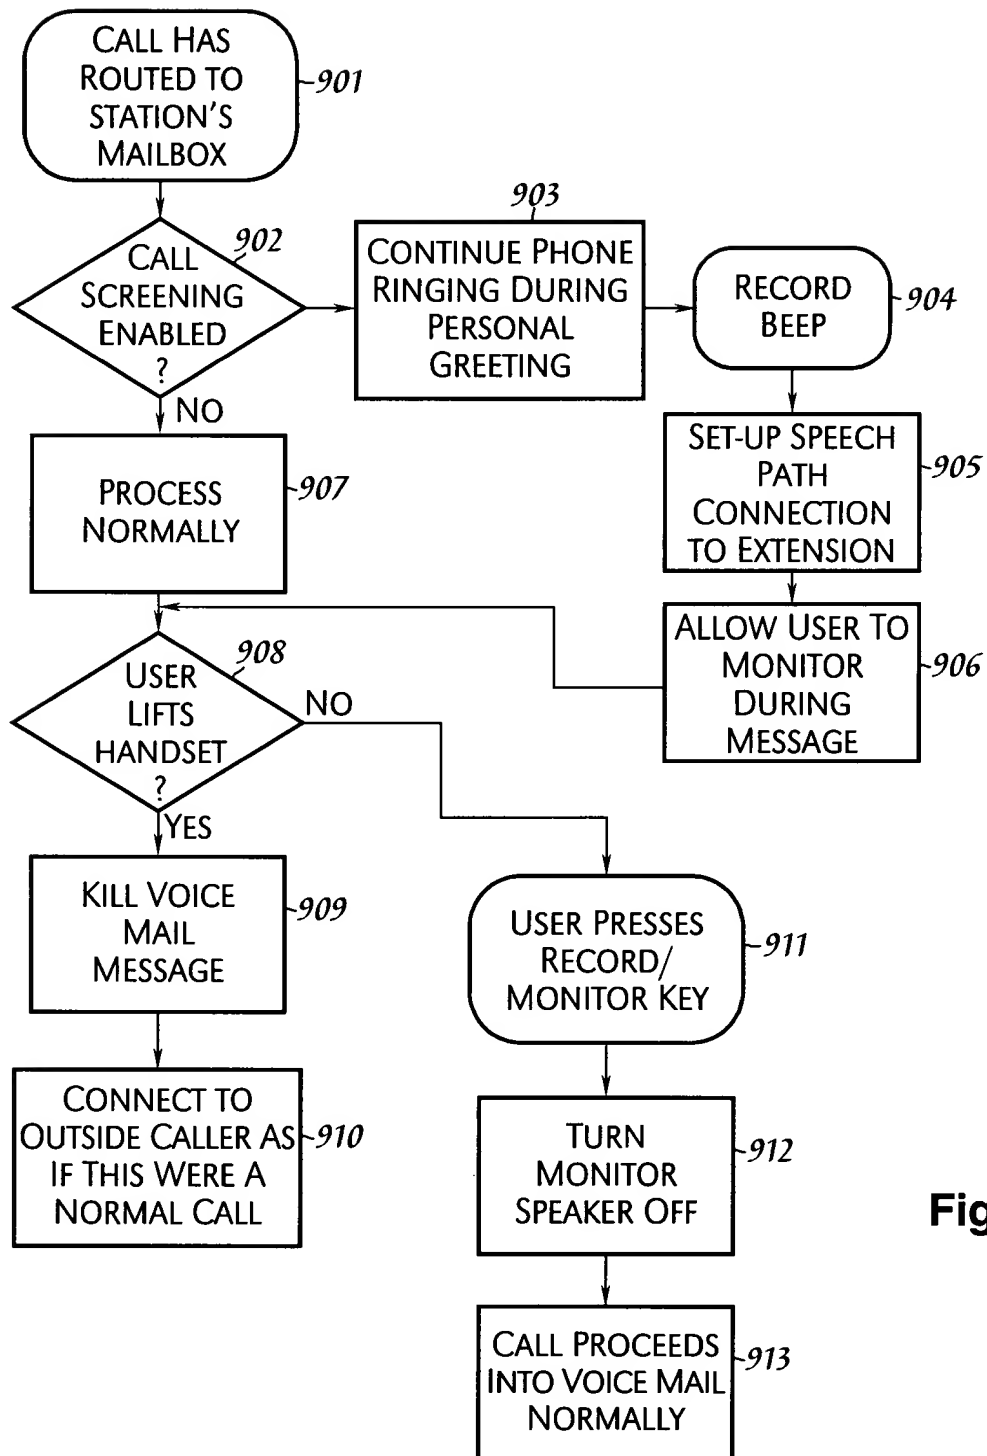 CALL HAS
ROUTED TO
STATION'S
MAILBOX
901
CALL
SCREENING
ENABLED
?
902
NO
903
CONTINUE PHONE
RINGING DURING
PERSONAL
GREETING
RECORD
BEEP
904
SET-UP SPEECH
PATH
CONNECTION
TO EXTENSION
905
ALLOW USER TO
MONITOR
DURING
MESSAGE
906
PROCESS
NORMALLY
907
USER
LIFTS
HANDSET
?
908
NO
YES
KILL VOICE
MAIL
MESSAGE
909
CONNECT TO
OUTSIDE CALLER AS
IF THIS WERE A
NORMAL CALL
910
USER PRESSES
RECORD/
MONITOR KEY
911
TURN
MONITOR
SPEAKER OFF
912
CALL PROCEEDS
INTO VOICE MAIL
NORMALLY
913
Fig